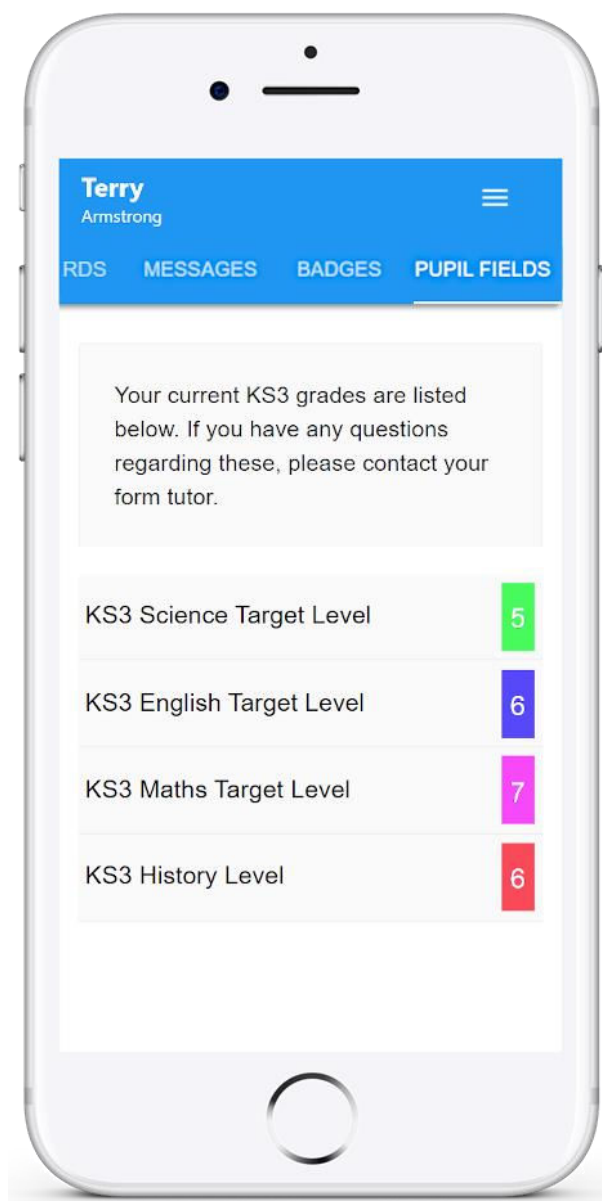 Terry
Armstrong
RDS MESSAGES BADGES PUPIL FIELDS
Your current KS3 grades are listed
below. If you have any questions
regarding these, please contact your
form tutor.
KS3 Science Target Level 5
KS3 English Target Level 6
KS3 Maths Target Level 7
KS3 History Level 6